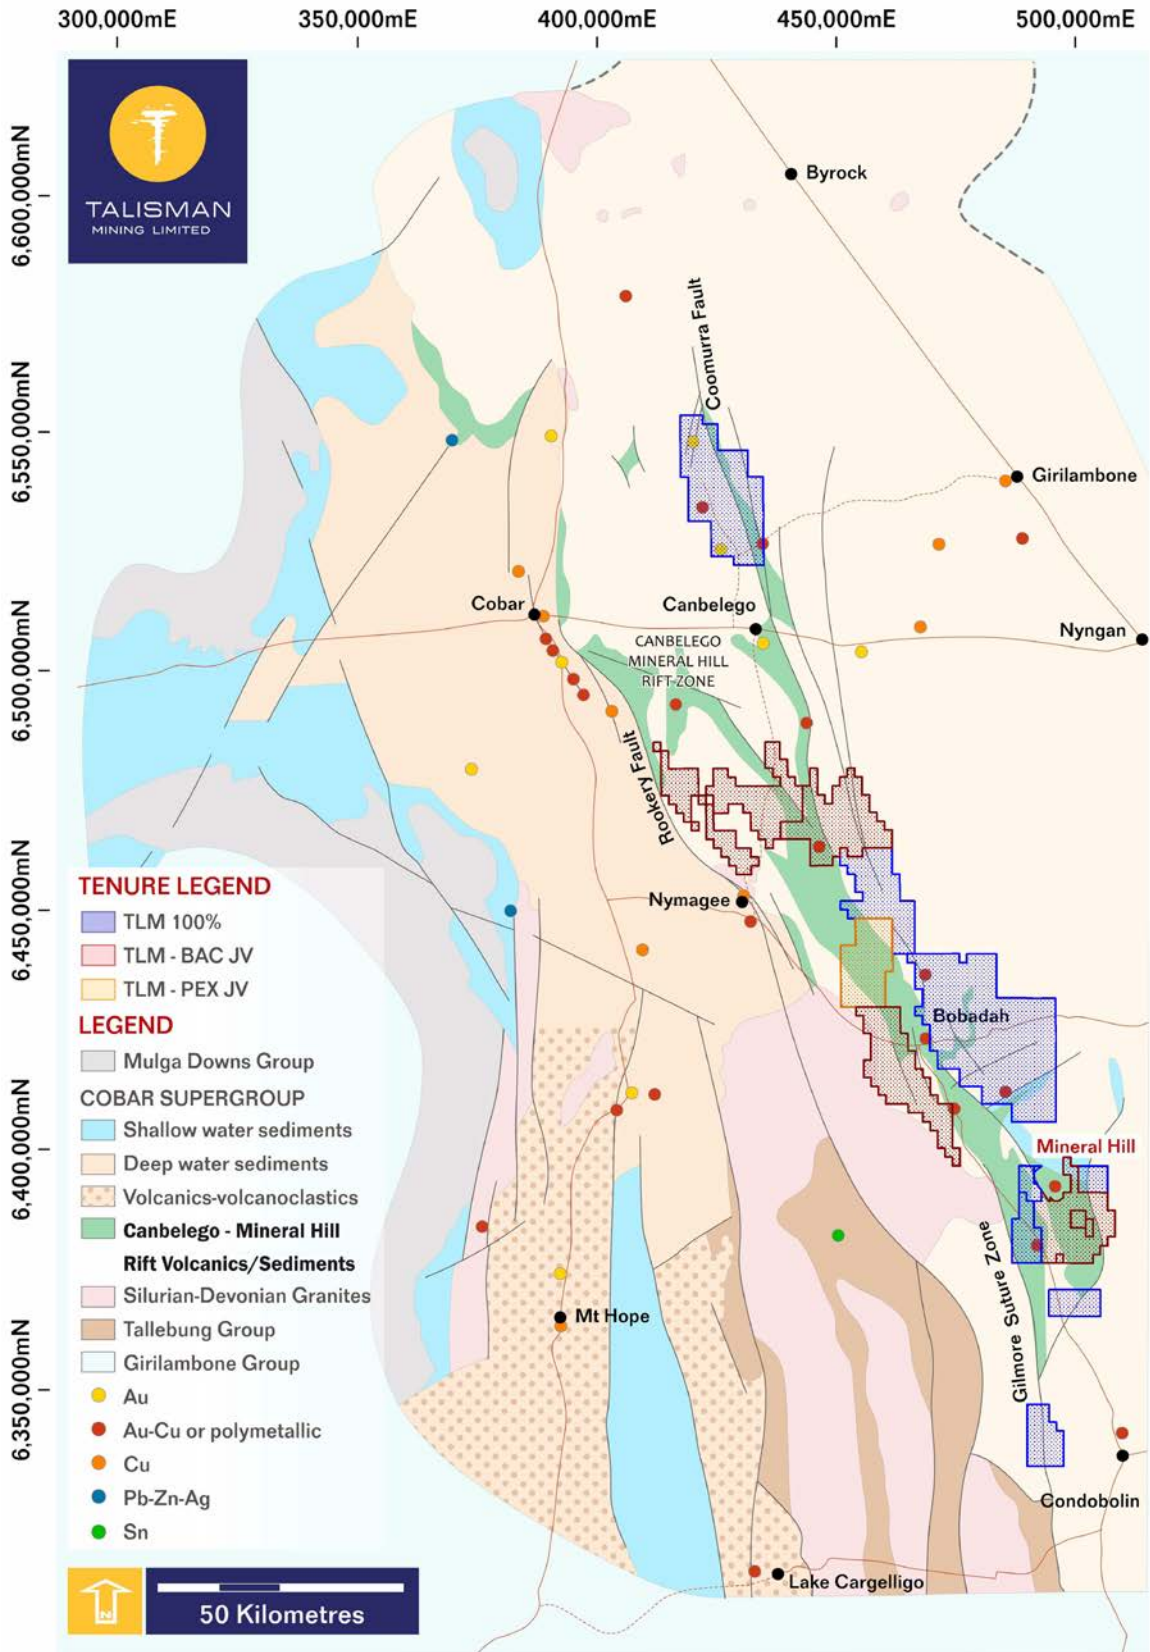 300,000mE
350,000mE
400,000mE
450,000mE
500,000mE
6,600,000mN
6,550,000mN
6,500,000mN
6,450,000mN
6,400,000mN
6,350,000mN
TALISMAN
MINING LIMITED
Byrock
Coomurra Fault
Girilambone
Cobar
Canbelego
Nyngan
CANBELEGO
MINERAL HILL
RIFT ZONE
Rookery Fault
Nymagee
Bobadah
Mineral Hill
Gilmore Suture Zone
Mt Hope
Condobolin
Lake Cargelligo
TENURE LEGEND
TLM 100%
TLM - BAC JV
TLM - PEX JV
LEGEND
Mulga Downs Group
COBAR SUPERGROUP
Shallow water sediments
Deep water sediments
Volcanics-volcanoclastics
Canbelego - Mineral Hill
Rift Volcanics/Sediments
Silurian-Devonian Granites
Tallebung Group
Girilambone Group
Au
Au-Cu or polymetallic
Cu
Pb-Zn-Ag
Sn
N
50 Kilometres